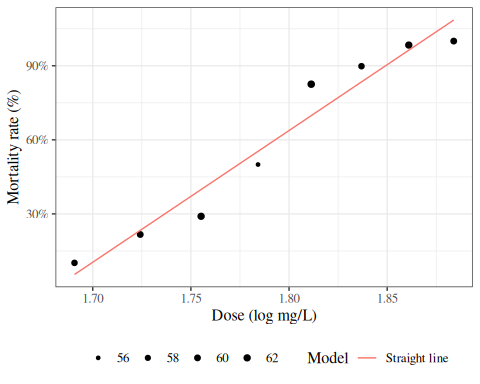 Mortality rate (%)
90%
60%
30%
1.70 1.75 1.80 1.85
Dose (log mg/L)
56 58 60 62 Model Straight line